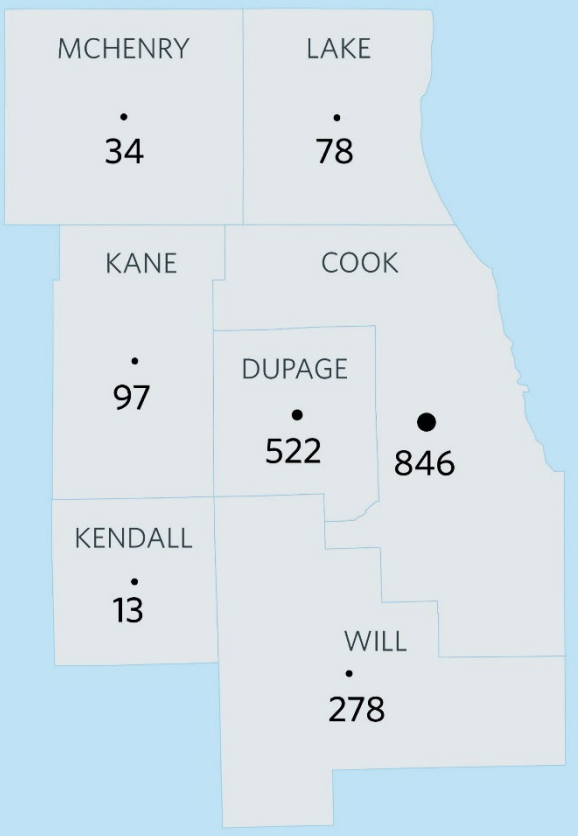 MCHENRY
34
LAKE
78
KANE
97
COOK
846
DUPAGE
522
KENDALL
13
WILL
278